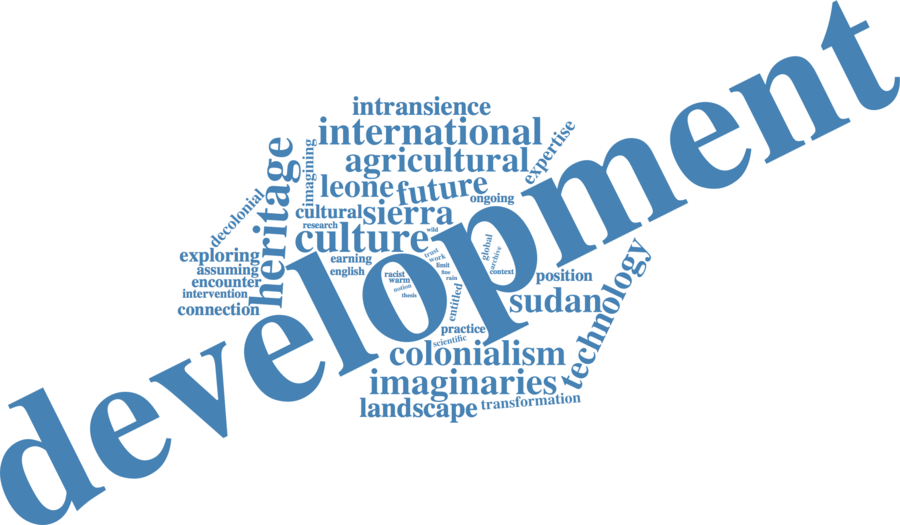 development
intransience
international
agricultural
expertise
imagining
heritage
leone
future
ongoing
decolonial
cultural
sierra
research
wild
culture
exploring
assuming
encounter
intervention
connection
earning
english
trust
work
limit
fine
rain
global
archive
context
racist
warm
notion
thesis
entitled
position
sudan
technology
practice
scientific
colonialism
imaginaries
landscape
transformation